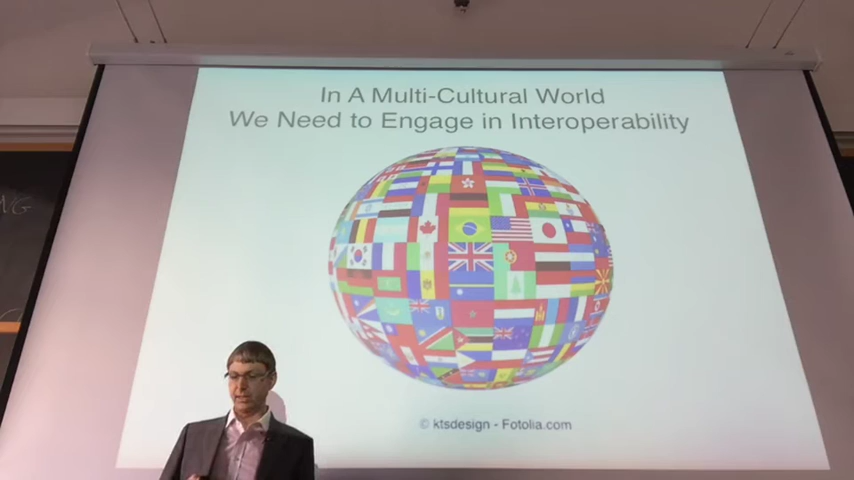 In A Multi-Cultural World
We Need to Engage in Interoperability
© ktsdesign - Fotolia.com